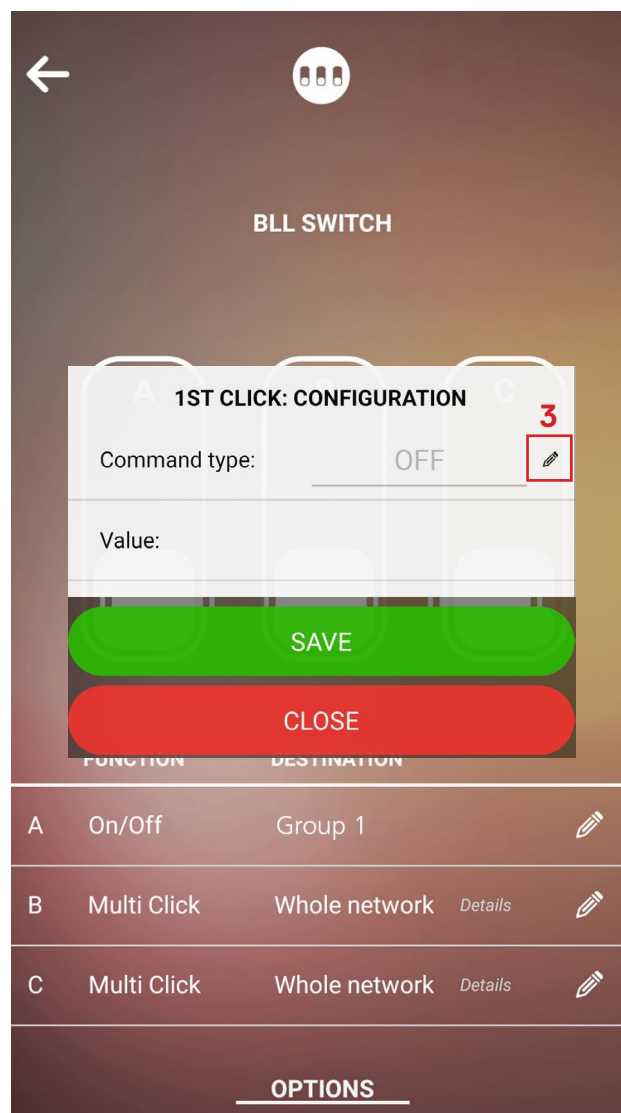 BLL SWITCH
A B C
1ST CLICK: CONFIGURATION
3
Command type: OFF
Value:
SAVE
CLOSE
FUNCTION DESTINATION
A On/Off Group 1
B Multi Click Whole network Details
C Multi Click Whole network Details
OPTIONS